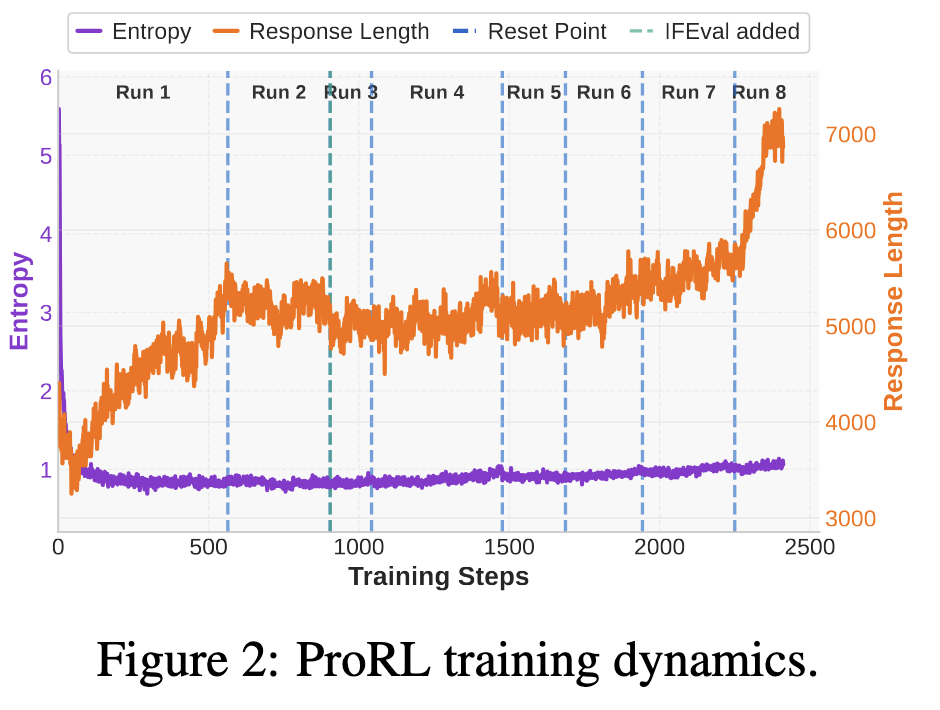 Entropy Response Length Reset Point IFEval added
6
5
4
3
2
1
Entropy
Run 1 Run 2 Run 3 Run 4 Run 5 Run 6 Run 7 Run 8
7000
6000
5000
4000
3000
Response Length
0 500 1000 1500 2000 2500
Training Steps
Figure 2: ProRL training dynamics.